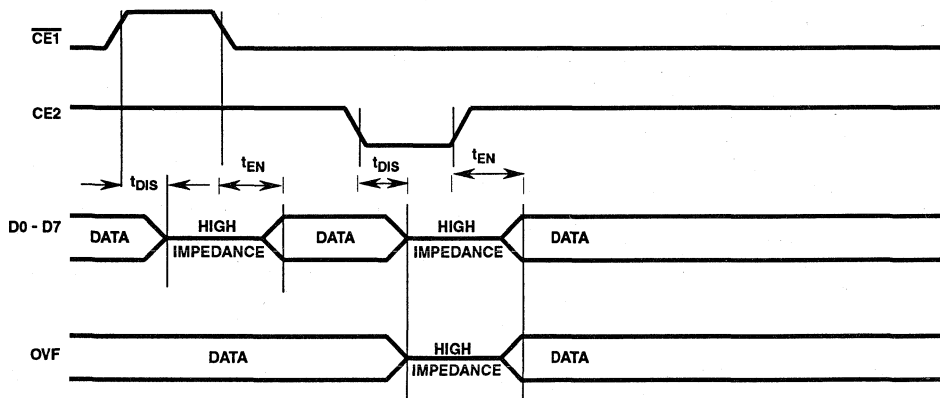 CE1
CE2
tDIS
tEN
tDIS
tEN
D0 - D7
DATA
HIGH
IMPEDANCE
DATA
HIGH
IMPEDANCE
DATA
OVF
DATA
HIGH
IMPEDANCE
DATA